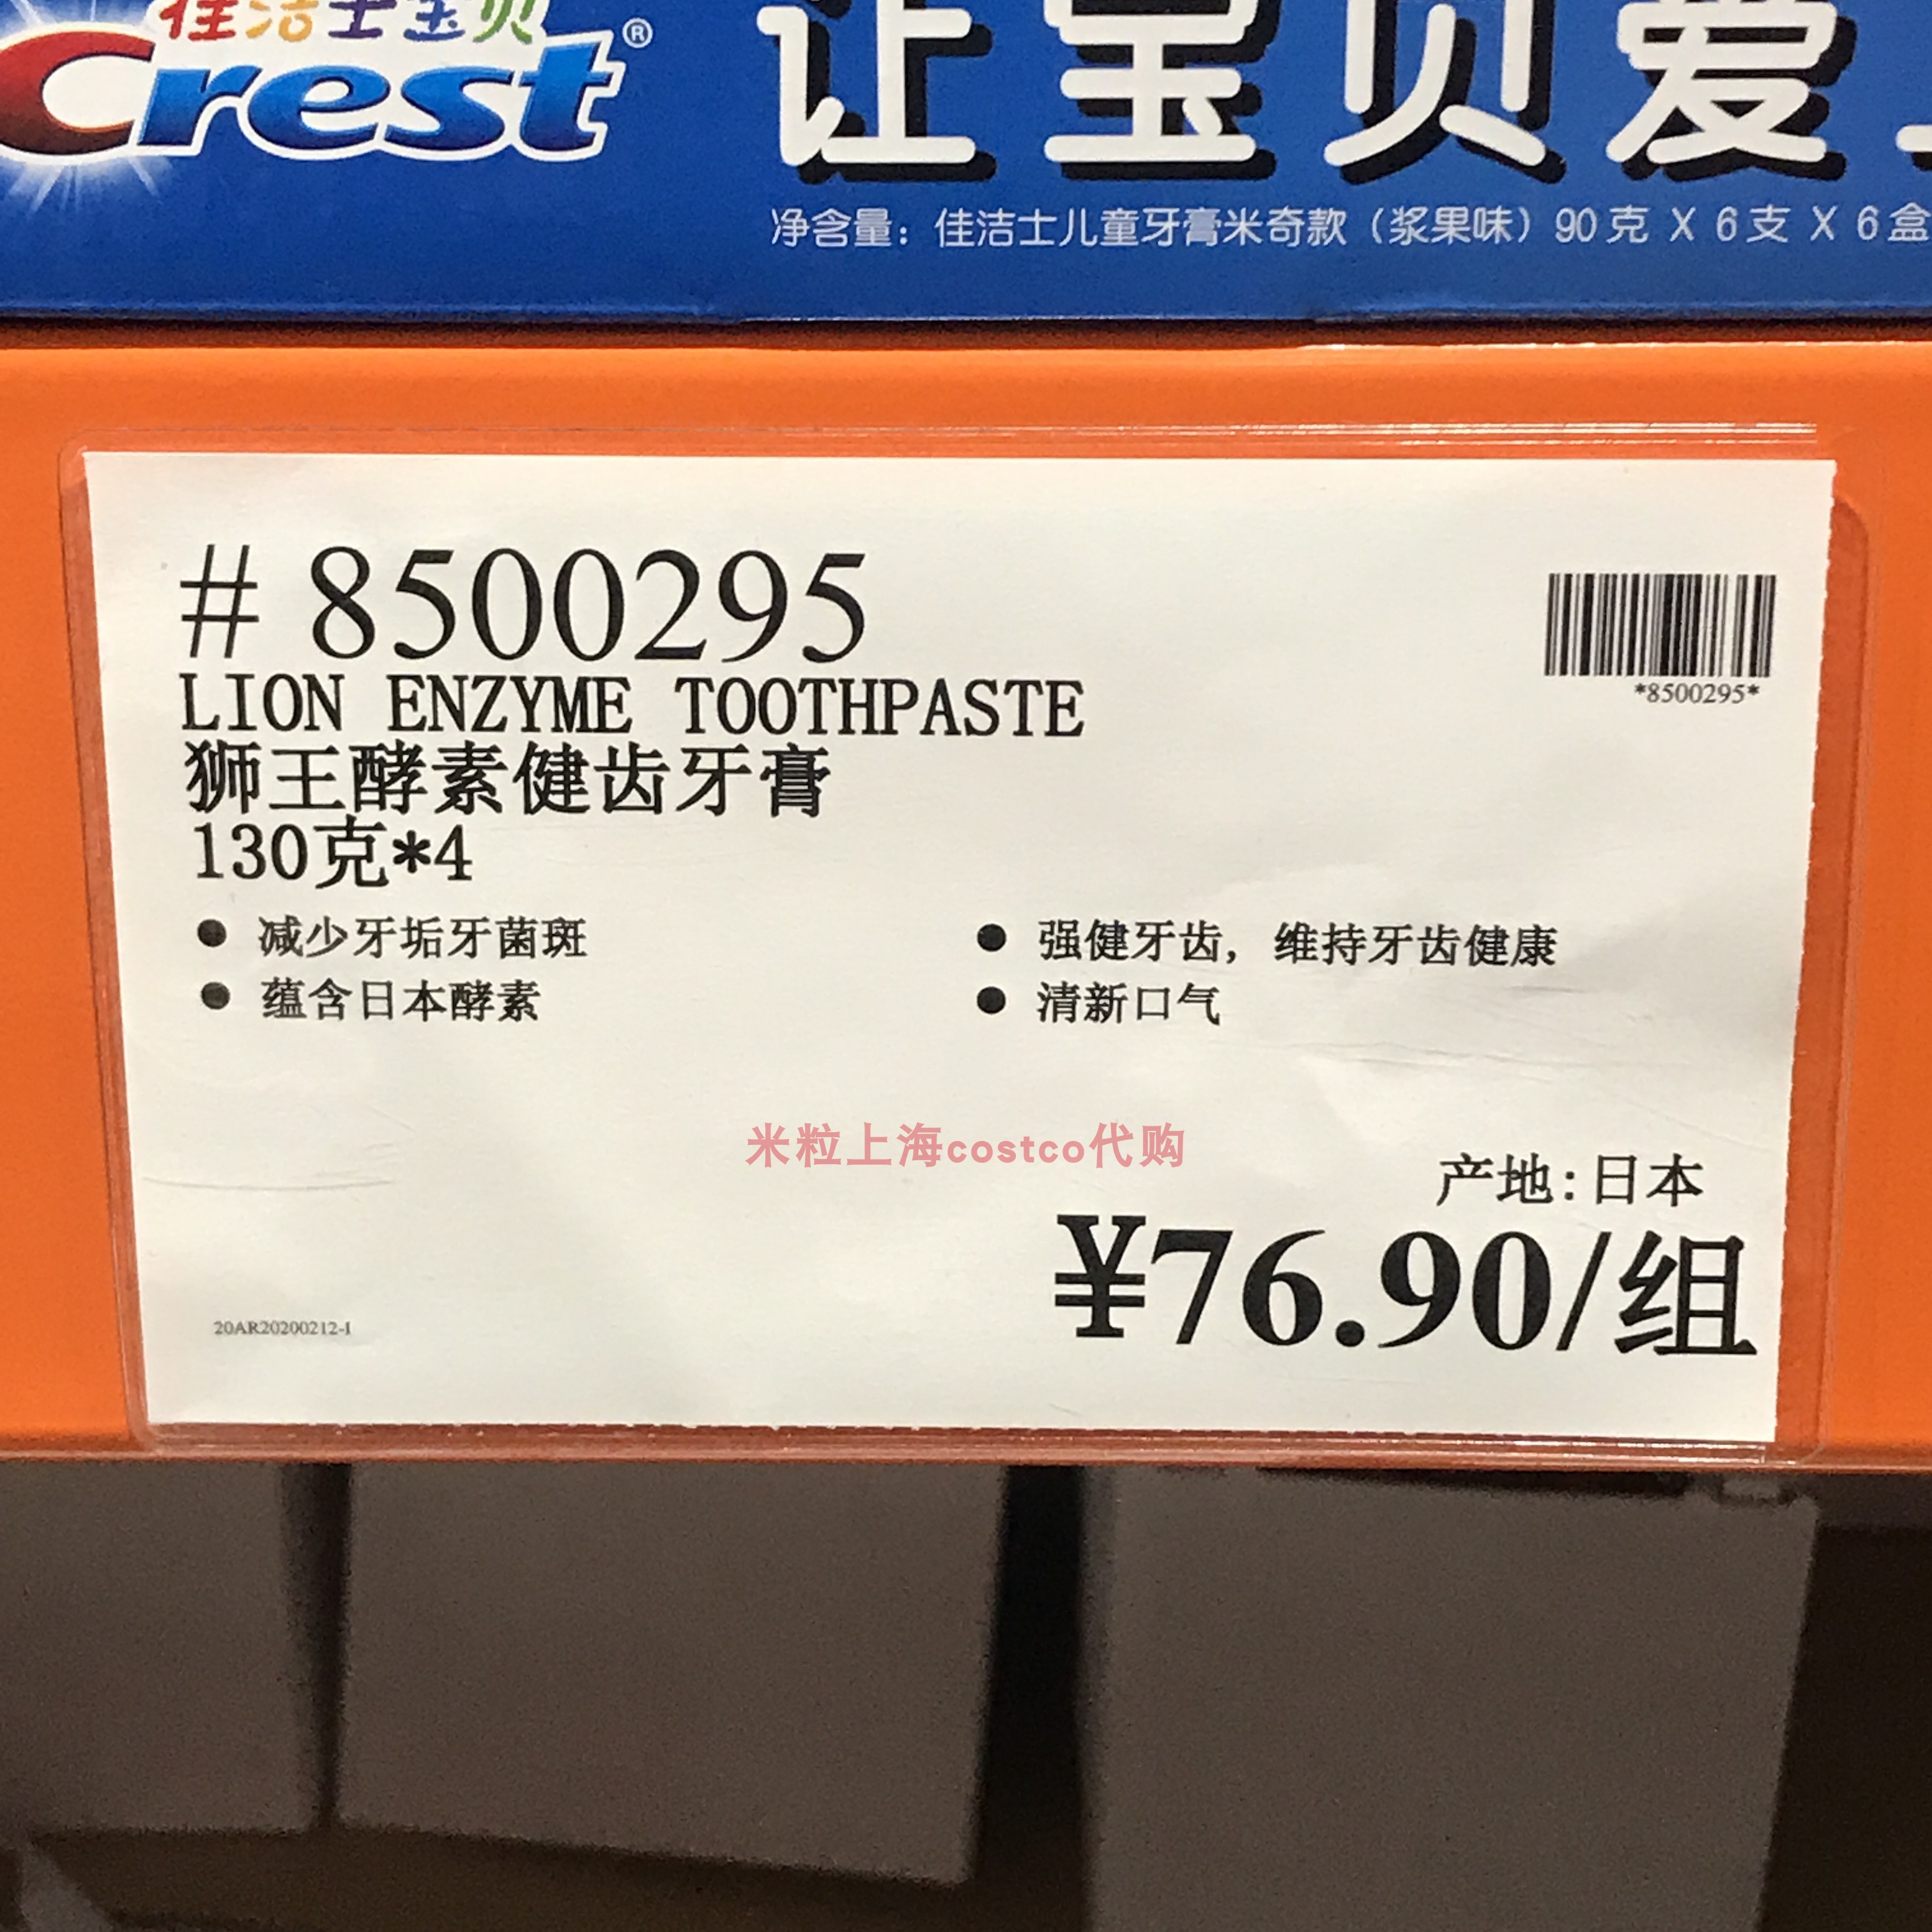 佳洁士宝贝
Crest®
让宝贝爱
净含量：佳洁士儿童牙膏米奇款（浆果味）90克 X 6支 X 6盒
# 8500295
*8500295*
LION ENZYME TOOTHPASTE
狮王酵素健齿牙膏
130克*4
● 减少牙垢牙菌斑
● 强健牙齿，维持牙齿健康
● 蕴含日本酵素
● 清新口气
米粒上海costco代购
产地:日本
¥76.90/组
20AR20200212-1